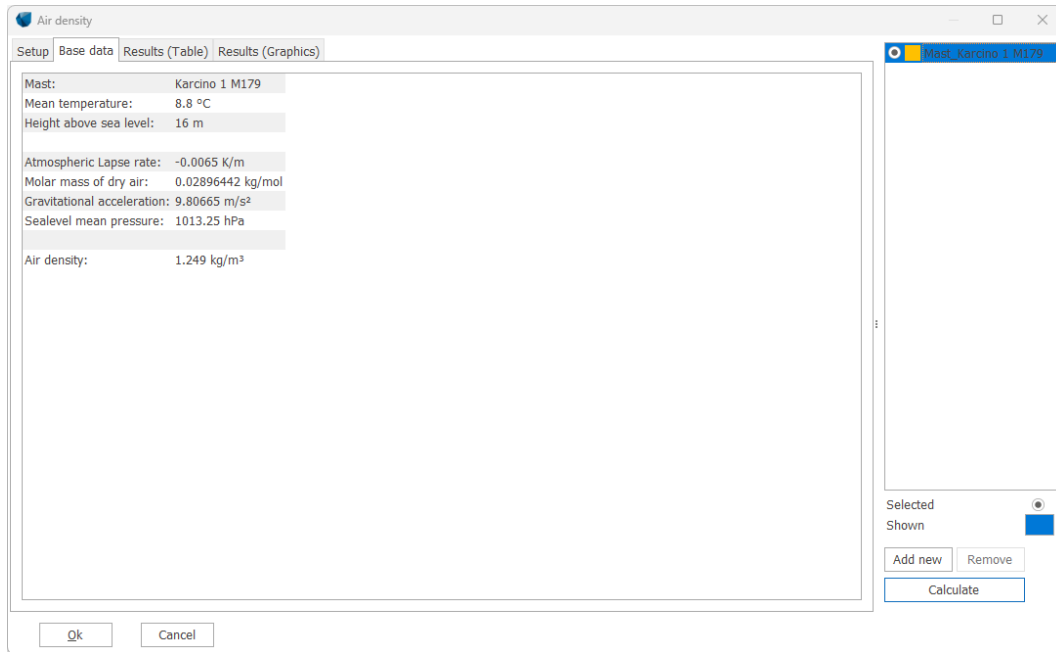 Air density
Setup Base data Results (Table) Results (Graphics)
Mast: Karcino 1 M179
Mean temperature: 8.8 °C
Height above sea level: 16 m
Atmospheric Lapse rate: -0.0065 K/m
Molar mass of dry air: 0.02896442 kg/mol
Gravitational acceleration: 9.80665 m/s²
Sealevel mean pressure: 1013.25 hPa
Air density: 1.249 kg/m³
Mast_Karcino 1 M179
Selected
Shown
Add new Remove
Calculate
Ok Cancel